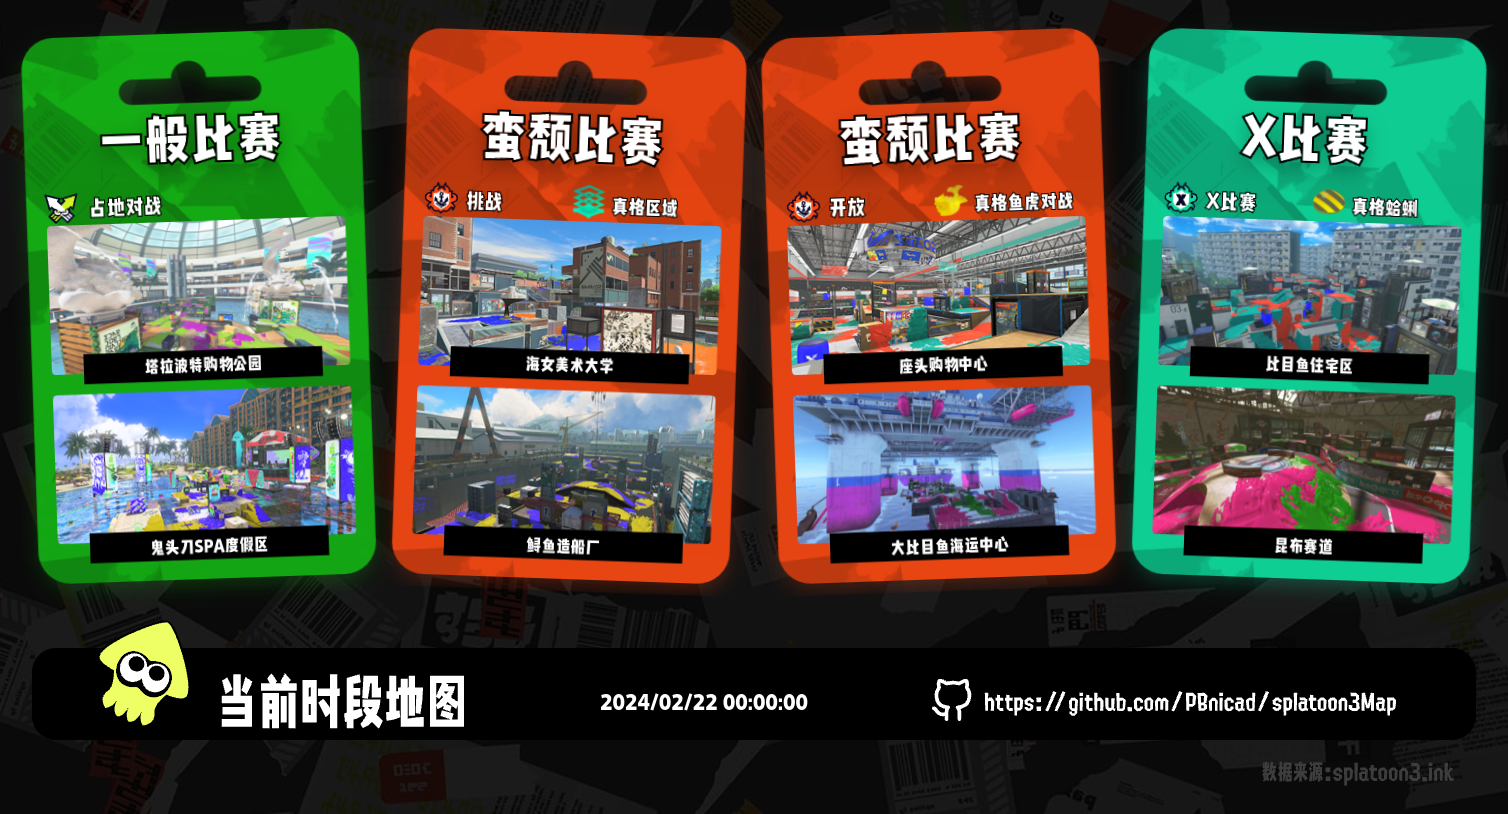 一般比赛
占地对战
塔拉波特购物公园
鬼头刀SPA度假区
蛮颓比赛
挑战
真格区域
海女美术大学
鲟鱼造船厂
蛮颓比赛
开放
真格鱼虎对战
座头购物中心
大比目鱼海运中心
X比赛
X比赛
真格蛤蜊
比目鱼住宅区
昆布赛道
当前时段地图
2024/02/22 00:00:00
https://github.com/PBnicad/splatoon3Map
数据来源:splatoon3.ink